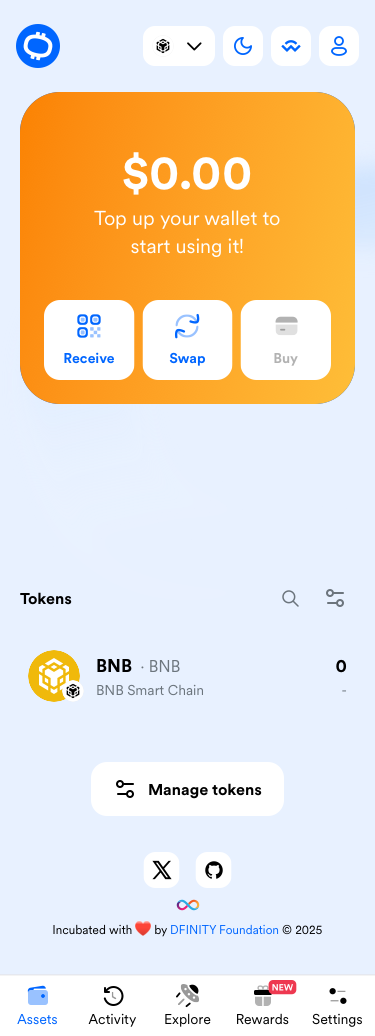 $0.00
Top up your wallet to
start using it!
Receive Swap Buy
Tokens
BNB · BNB 0
BNB Smart Chain -
Manage tokens
Incubated with ❤️ by DFINITY Foundation © 2025
NEW
Assets Activity Explore Rewards Settings